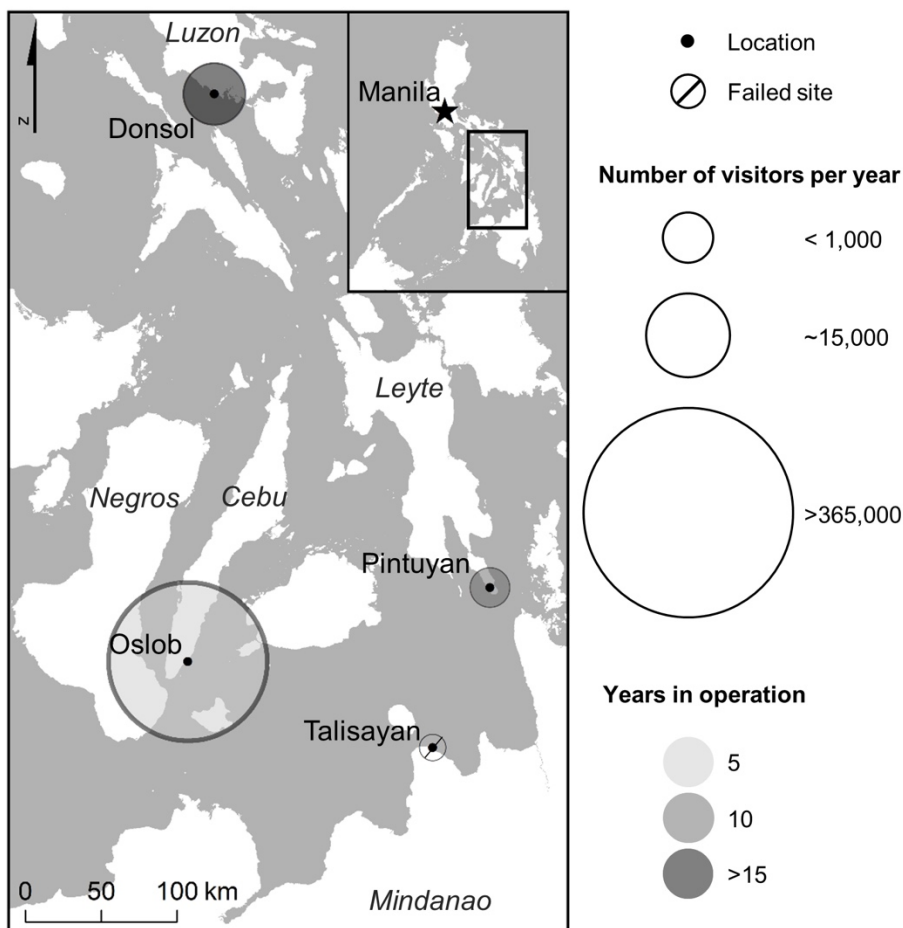 Luzon
Donsol
z
Manila
Leyte
Negros
Cebu
Pintuyan
Oslob
Talisayan
0 50 100 km
Mindanao
Location
Failed site
Number of visitors per year
< 1,000
~15,000
>365,000
Years in operation
5
10
>15